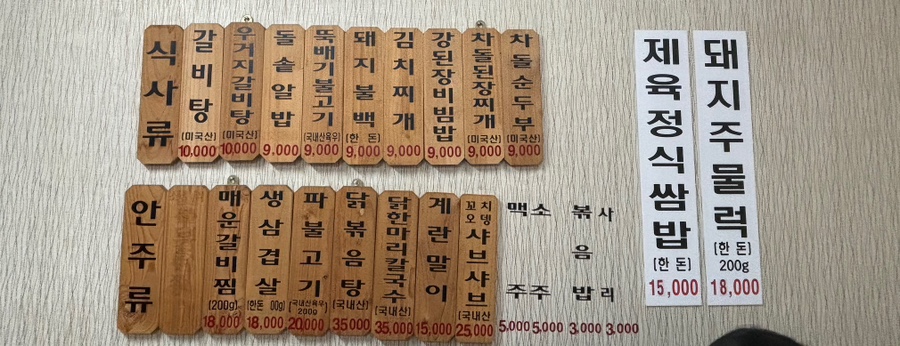 식사류
갈비탕 (미국산) 10,000
우거지갈비탕 (미국산) 10,000
돌솥알밥 9,000
뚝배기불고기 (국내산육우) 9,000
돼지불백 (한돈) 9,000
김치찌개 9,000
강된장비빔밥 9,000
차돌된장찌개 (미국산) 9,000
차돌순두부 (미국산) 9,000
제육정식쌈밥 (한돈) 15,000
돼지주물럭 (한돈) 200g 18,000
안주류
매운갈비찜 (200g) 18,000
생삼겹살 (한돈 00g) 18,000
파불고기 (국내산육우) 200g 20,000
닭볶음탕 (국내산) 35,000
닭한마리칼국수 (국내산) 35,000
계란말이 15,000
꼬치오뎅샤브샤브 국내산 25,000
맥주 5,000
소주 5,000
볶음밥 3,000
사리 3,000